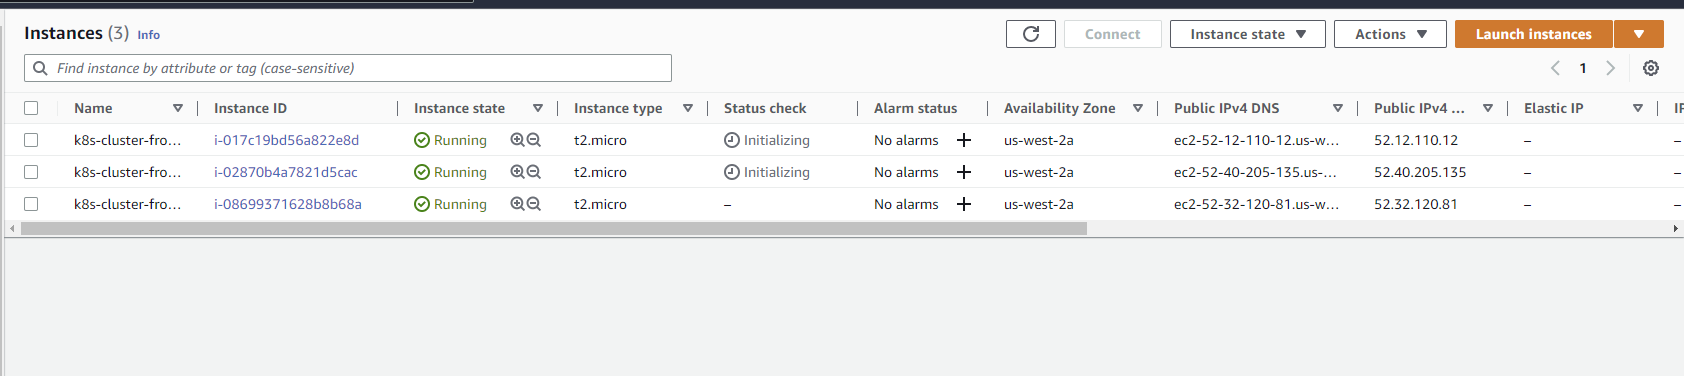 Instances (3) Info Connect Instance state Actions Launch instances
Find instance by attribute or tag (case-sensitive) 1
Name Instance ID Instance state Instance type Status check Alarm status Availability Zone Public IPv4 DNS Public IPv4 ... Elastic IP
k8s-cluster-fro... i-017c19bd56a822e8d Running t2.micro Initializing No alarms + us-west-2a ec2-52-12-110-12.us-w... 52.12.110.12 – –
k8s-cluster-fro... i-02870b4a7821d5cac Running t2.micro Initializing No alarms + us-west-2a ec2-52-40-205-135.us-... 52.40.205.135 – –
k8s-cluster-fro... i-08699371628b8b68a Running t2.micro – No alarms + us-west-2a ec2-52-32-120-81.us-w... 52.32.120.81 – –